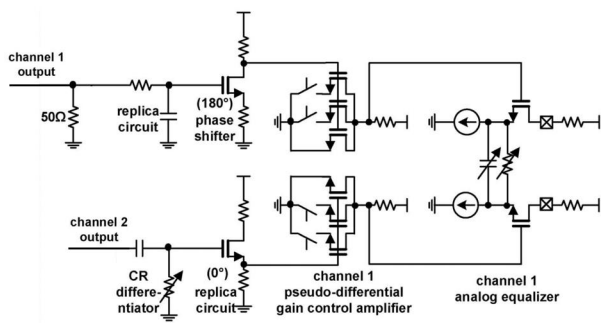 channel 1
output
50Ω
replica
circuit
(180°)
phase
shifter
channel 2
output
CR
differe-
ntiator
(0°)
replica
circuit
channel 1
pseudo-differential
gain control amplifier
channel 1
analog equalizer